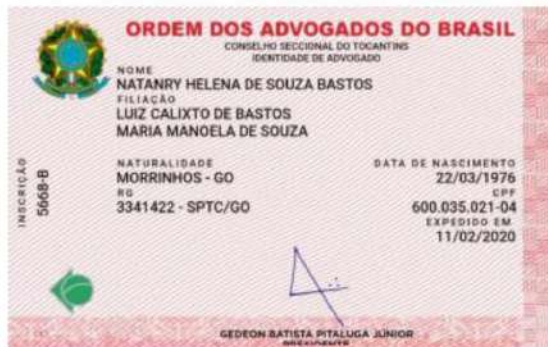 ORDEM DOS ADVOGADOS DO BRASIL
CONSELHO SECCIONAL DO TOCANTINS
IDENTIDADE DE ADVOGADO
NOME
NATANRY HELENA DE SOUZA BASTOS
FILIAÇÃO
LUIZ CALIXTO DE BASTOS
MARIA MANOELA DE SOUZA
NATURALIDADE
MORRINHOS - GO
DATA DE NASCIMENTO
22/03/1976
RG
3341422 - SPTC/GO
CPF
600.035.021-04
EXPEDIDO EM
11/02/2020
INSCRIÇÃO
5668-B
GEDEON BATISTA PITALUGA JÚNIOR
PRESIDENTE